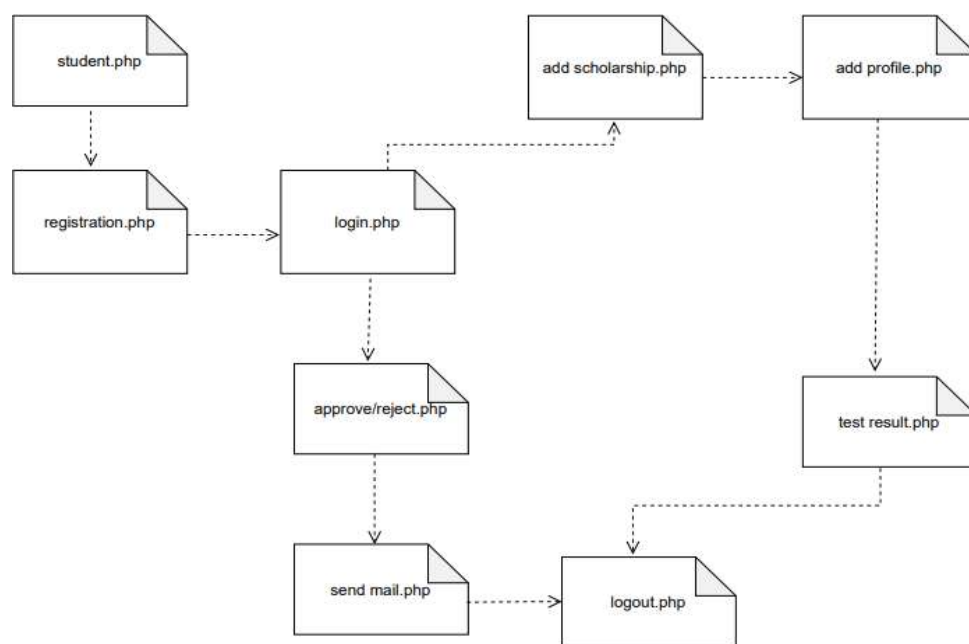 student.php
add scholarship.php
add profile.php
registration.php
login.php
approve/reject.php
test result.php
send mail.php
logout.php